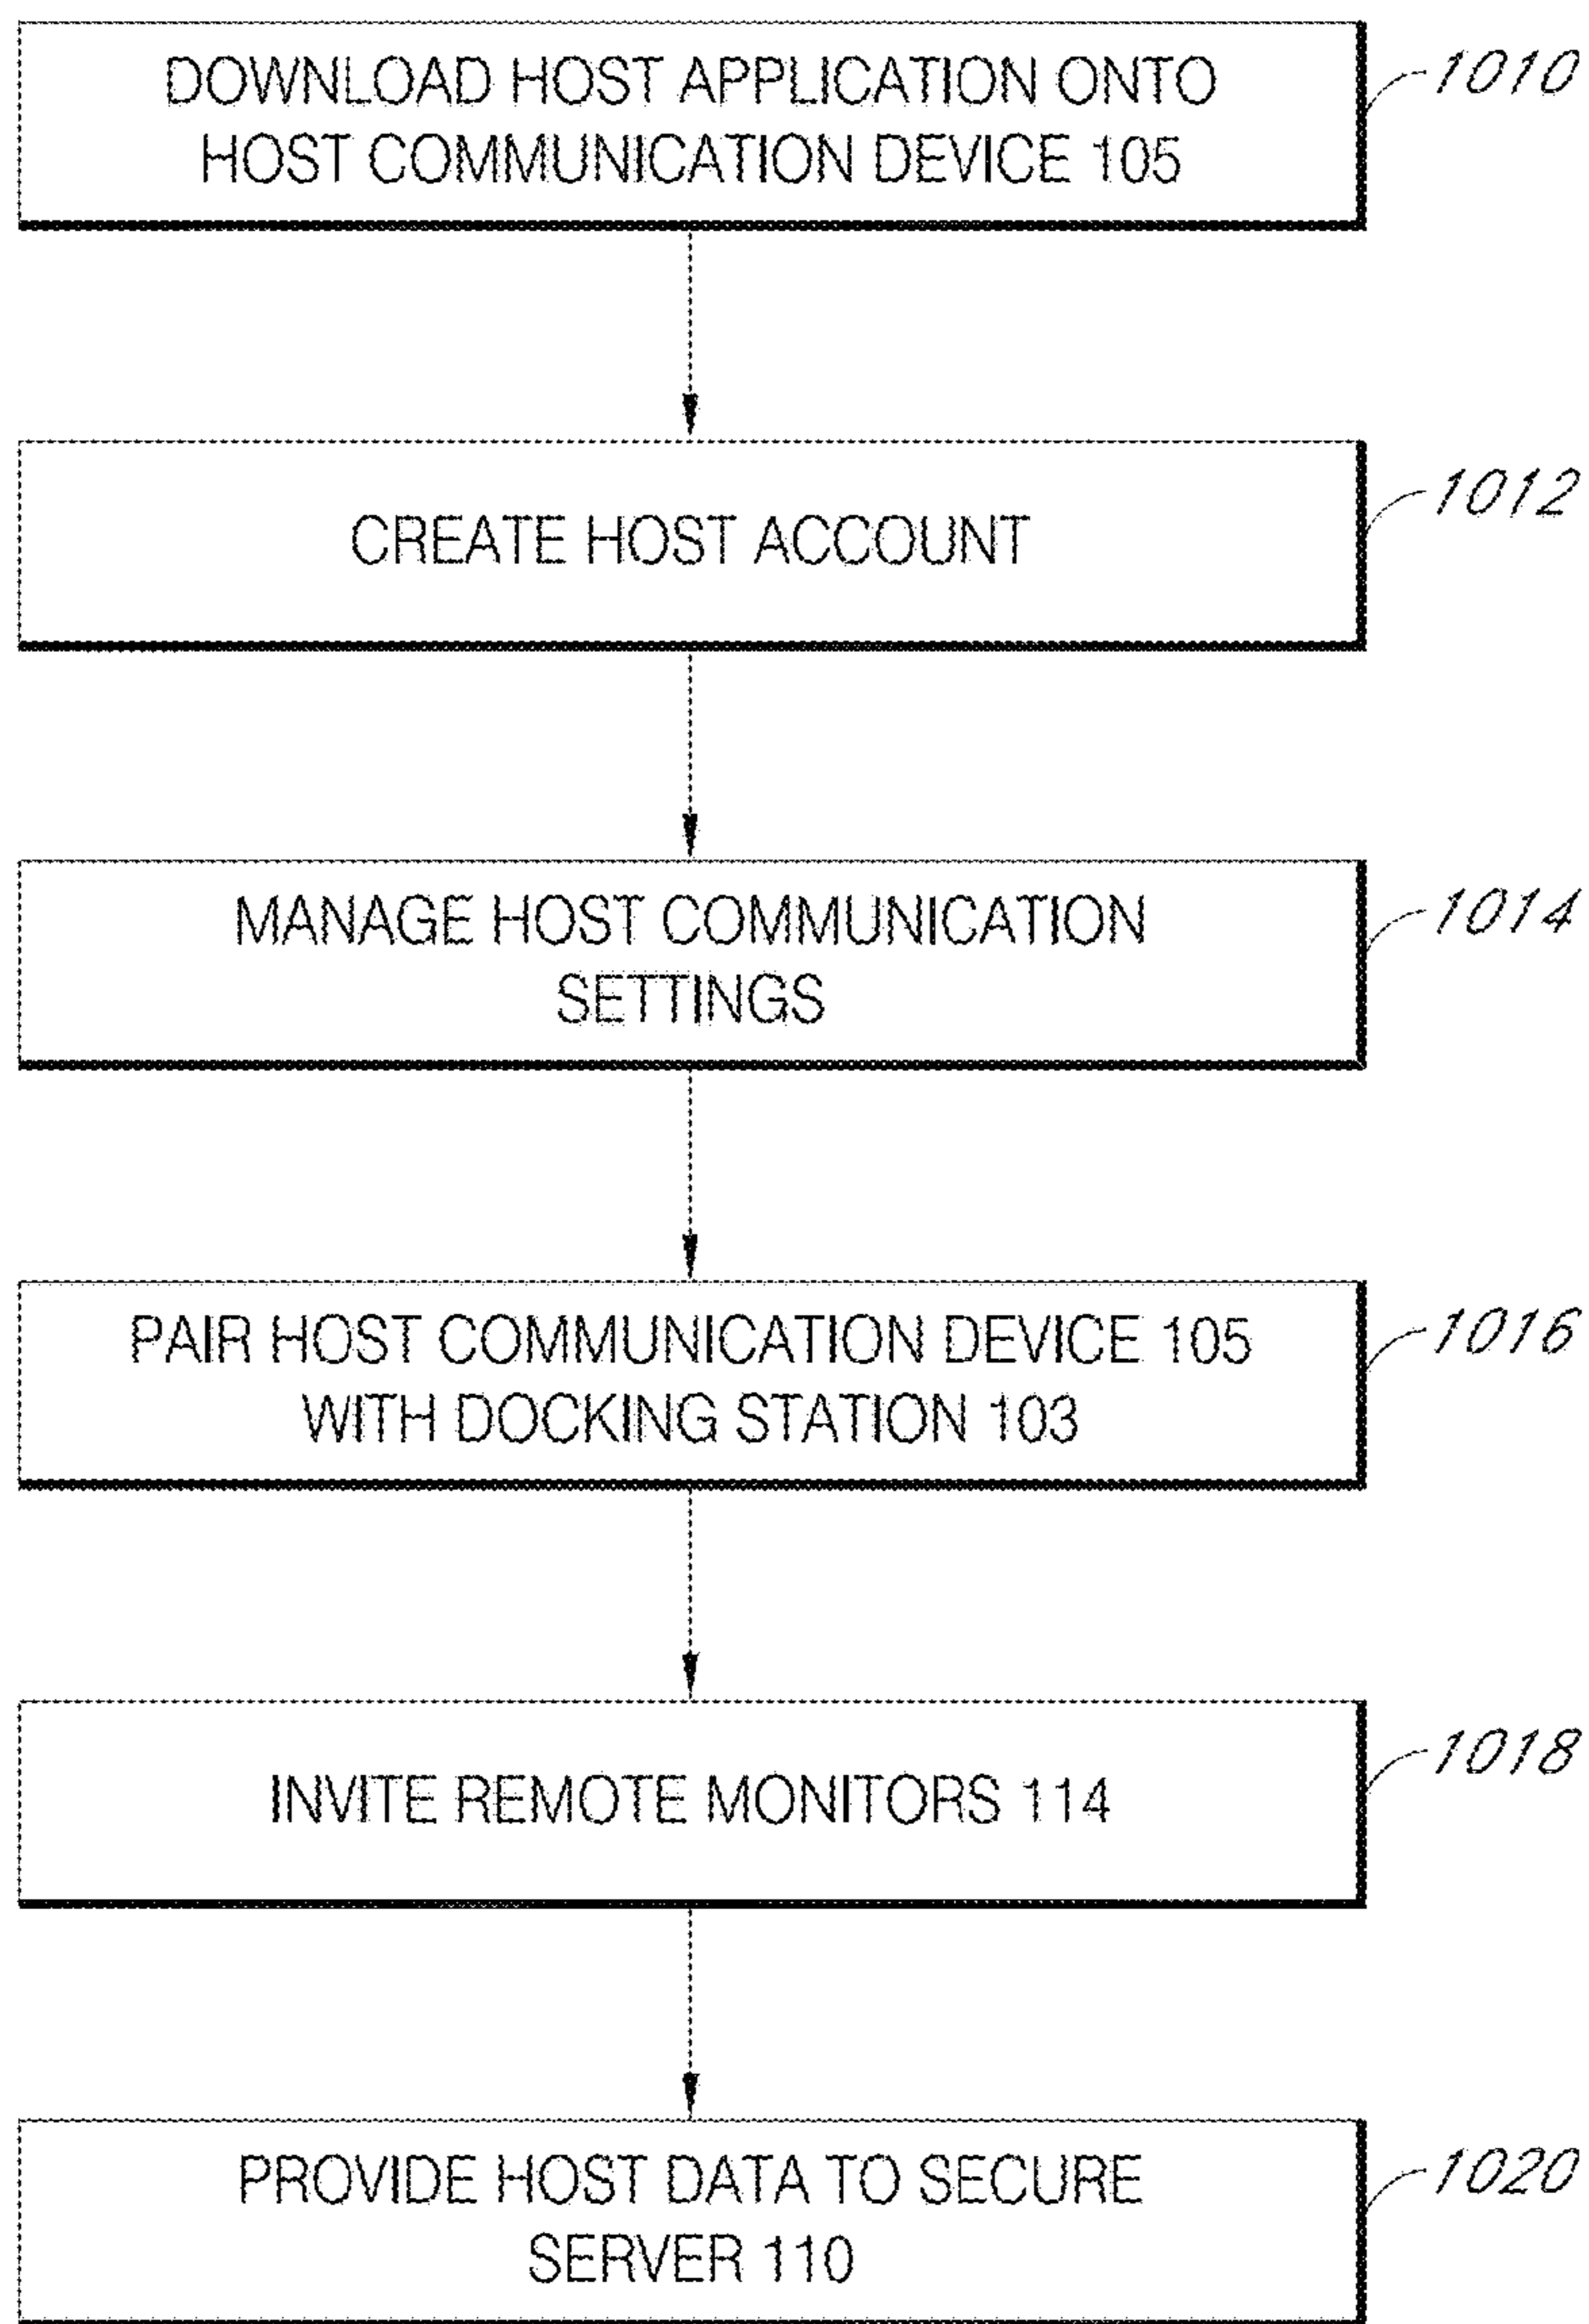 DOWNLOAD HOST APPLICATION ONTO
HOST COMMUNICATION DEVICE 105
1010
CREATE HOST ACCOUNT
1012
MANAGE HOST COMMUNICATION
SETTINGS
1014
PAIR HOST COMMUNICATION DEVICE 105
WITH DOCKING STATION 103
1016
INVITE REMOTE MONITORS 114
1018
PROVIDE HOST DATA TO SECURE
SERVER 110
1020